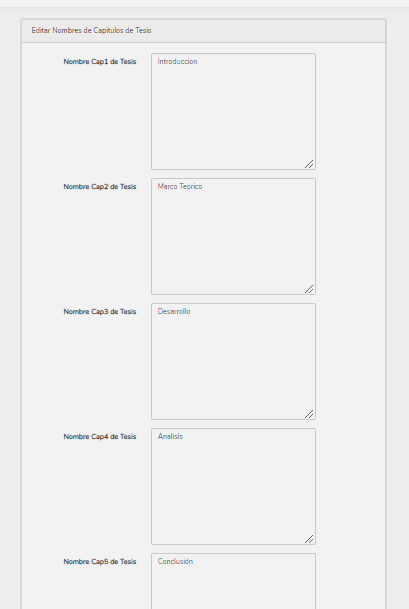 Editar Nombres de Capitulos de Tesis
Nombre Cap1 de Tesis
Introduccion
Nombre Cap2 de Tesis
Marco Teorico
Nombre Cap3 de Tesis
Desarrollo
Nombre Cap4 de Tesis
Analisis
Nombre Cap5 de Tesis
Conclusión